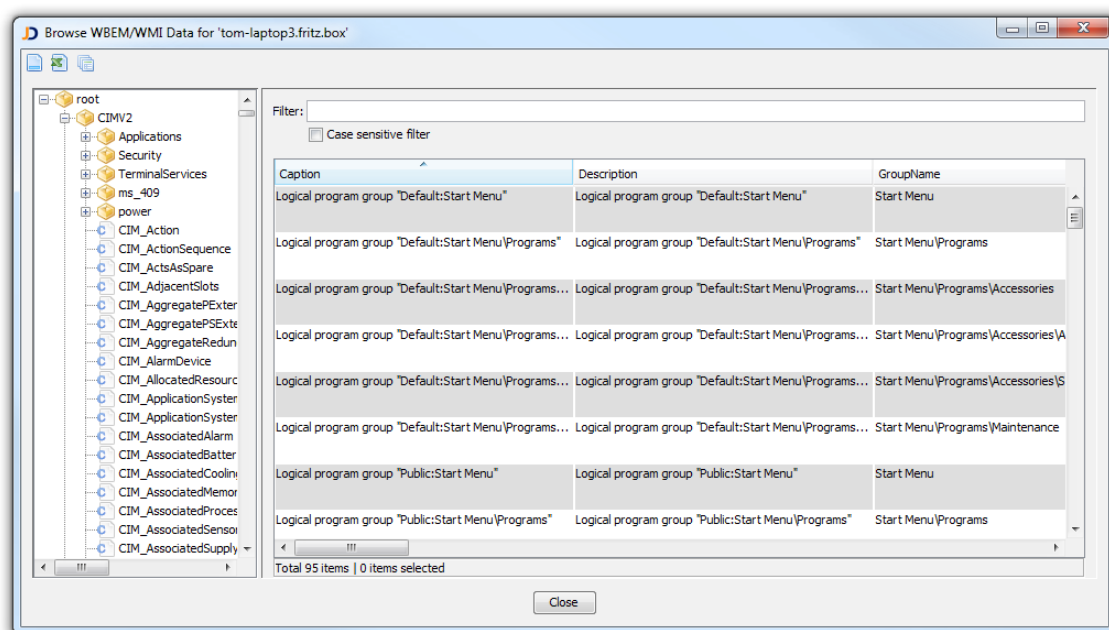 Browse WBEM/WMI Data for 'tom-laptop3.fritz.box'
root
CIMV2
Applications
Security
TerminalServices
ms_409
power
CIM_Action
CIM_ActionSequence
CIM_ActsAsSpare
CIM_AdjacentSlots
CIM_AggregatePExter
CIM_AggregatePSExte
CIM_AggregateRedun
CIM_AlarmDevice
CIM_AllocatedResourc
CIM_ApplicationSystem
CIM_ApplicationSystem
CIM_AssociatedAlarm
CIM_AssociatedBatter
CIM_AssociatedCooling
CIM_AssociatedMemor
CIM_AssociatedProces
CIM_AssociatedSensor
CIM_AssociatedSupply
Filter:
Case sensitive filter
Caption Description GroupName
Logical program group "Default:Start Menu" Logical program group "Default:Start Menu" Start Menu
Logical program group "Default:Start Menu\Programs" Logical program group "Default:Start Menu\Programs" Start Menu\Programs
Logical program group "Default:Start Menu\Programs... Logical program group "Default:Start Menu\Programs... Start Menu\Programs\Accessories
Logical program group "Default:Start Menu\Programs... Logical program group "Default:Start Menu\Programs... Start Menu\Programs\Accessories\A
Logical program group "Default:Start Menu\Programs... Logical program group "Default:Start Menu\Programs... Start Menu\Programs\Accessories\S
Logical program group "Default:Start Menu\Programs... Logical program group "Default:Start Menu\Programs... Start Menu\Programs\Maintenance
Logical program group "Public:Start Menu" Logical program group "Public:Start Menu" Start Menu
Logical program group "Public:Start Menu\Programs" Logical program group "Public:Start Menu\Programs" Start Menu\Programs
Total 95 items | 0 items selected
Close